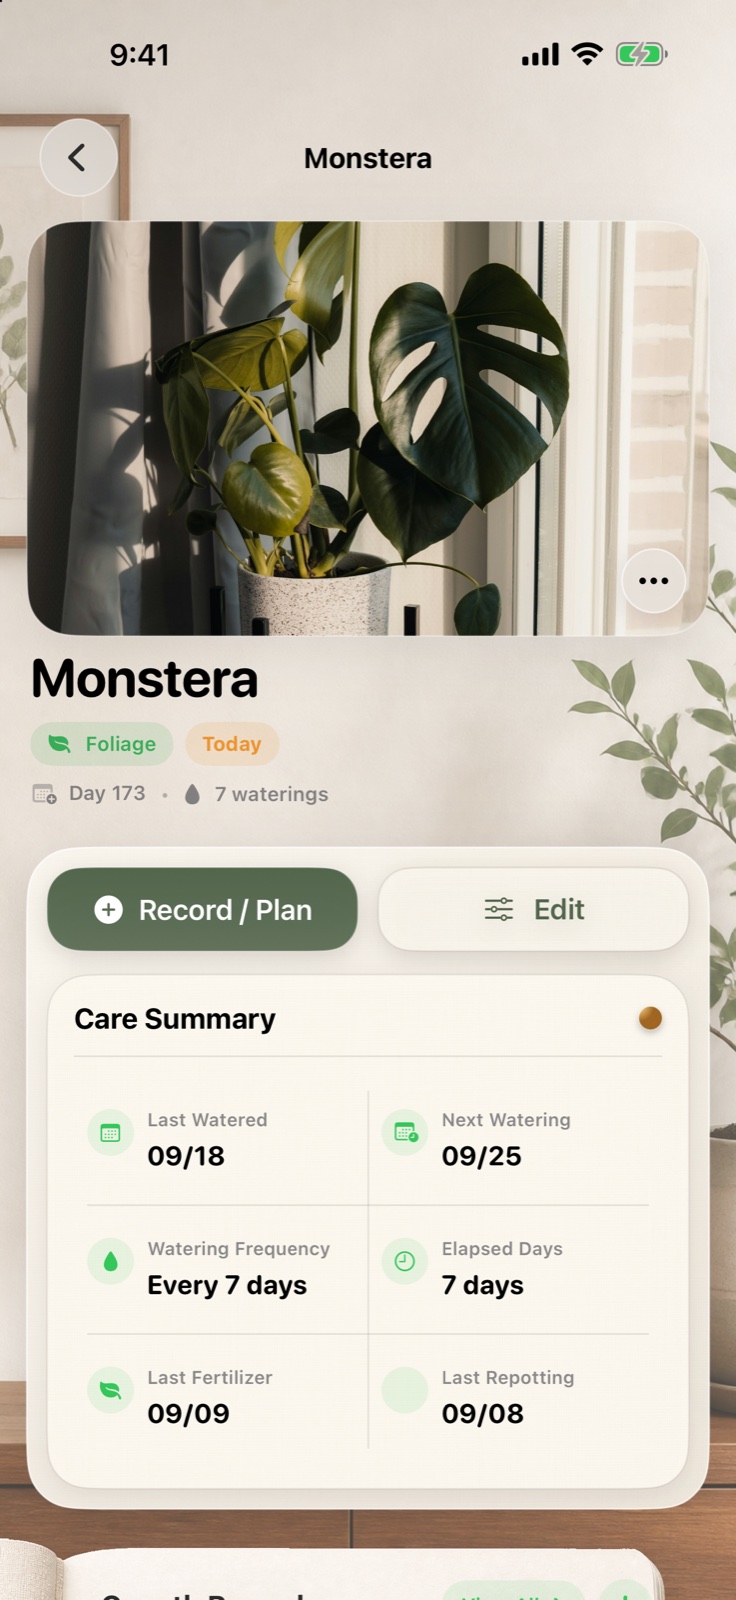 9:41
Monstera
Monstera
Foliage
Today
Day 173 • 7 waterings
Record / Plan
Edit
Care Summary
Last Watered
09/18
Next Watering
09/25
Watering Frequency
Every 7 days
Elapsed Days
7 days
Last Fertilizer
09/09
Last Repotting
09/08